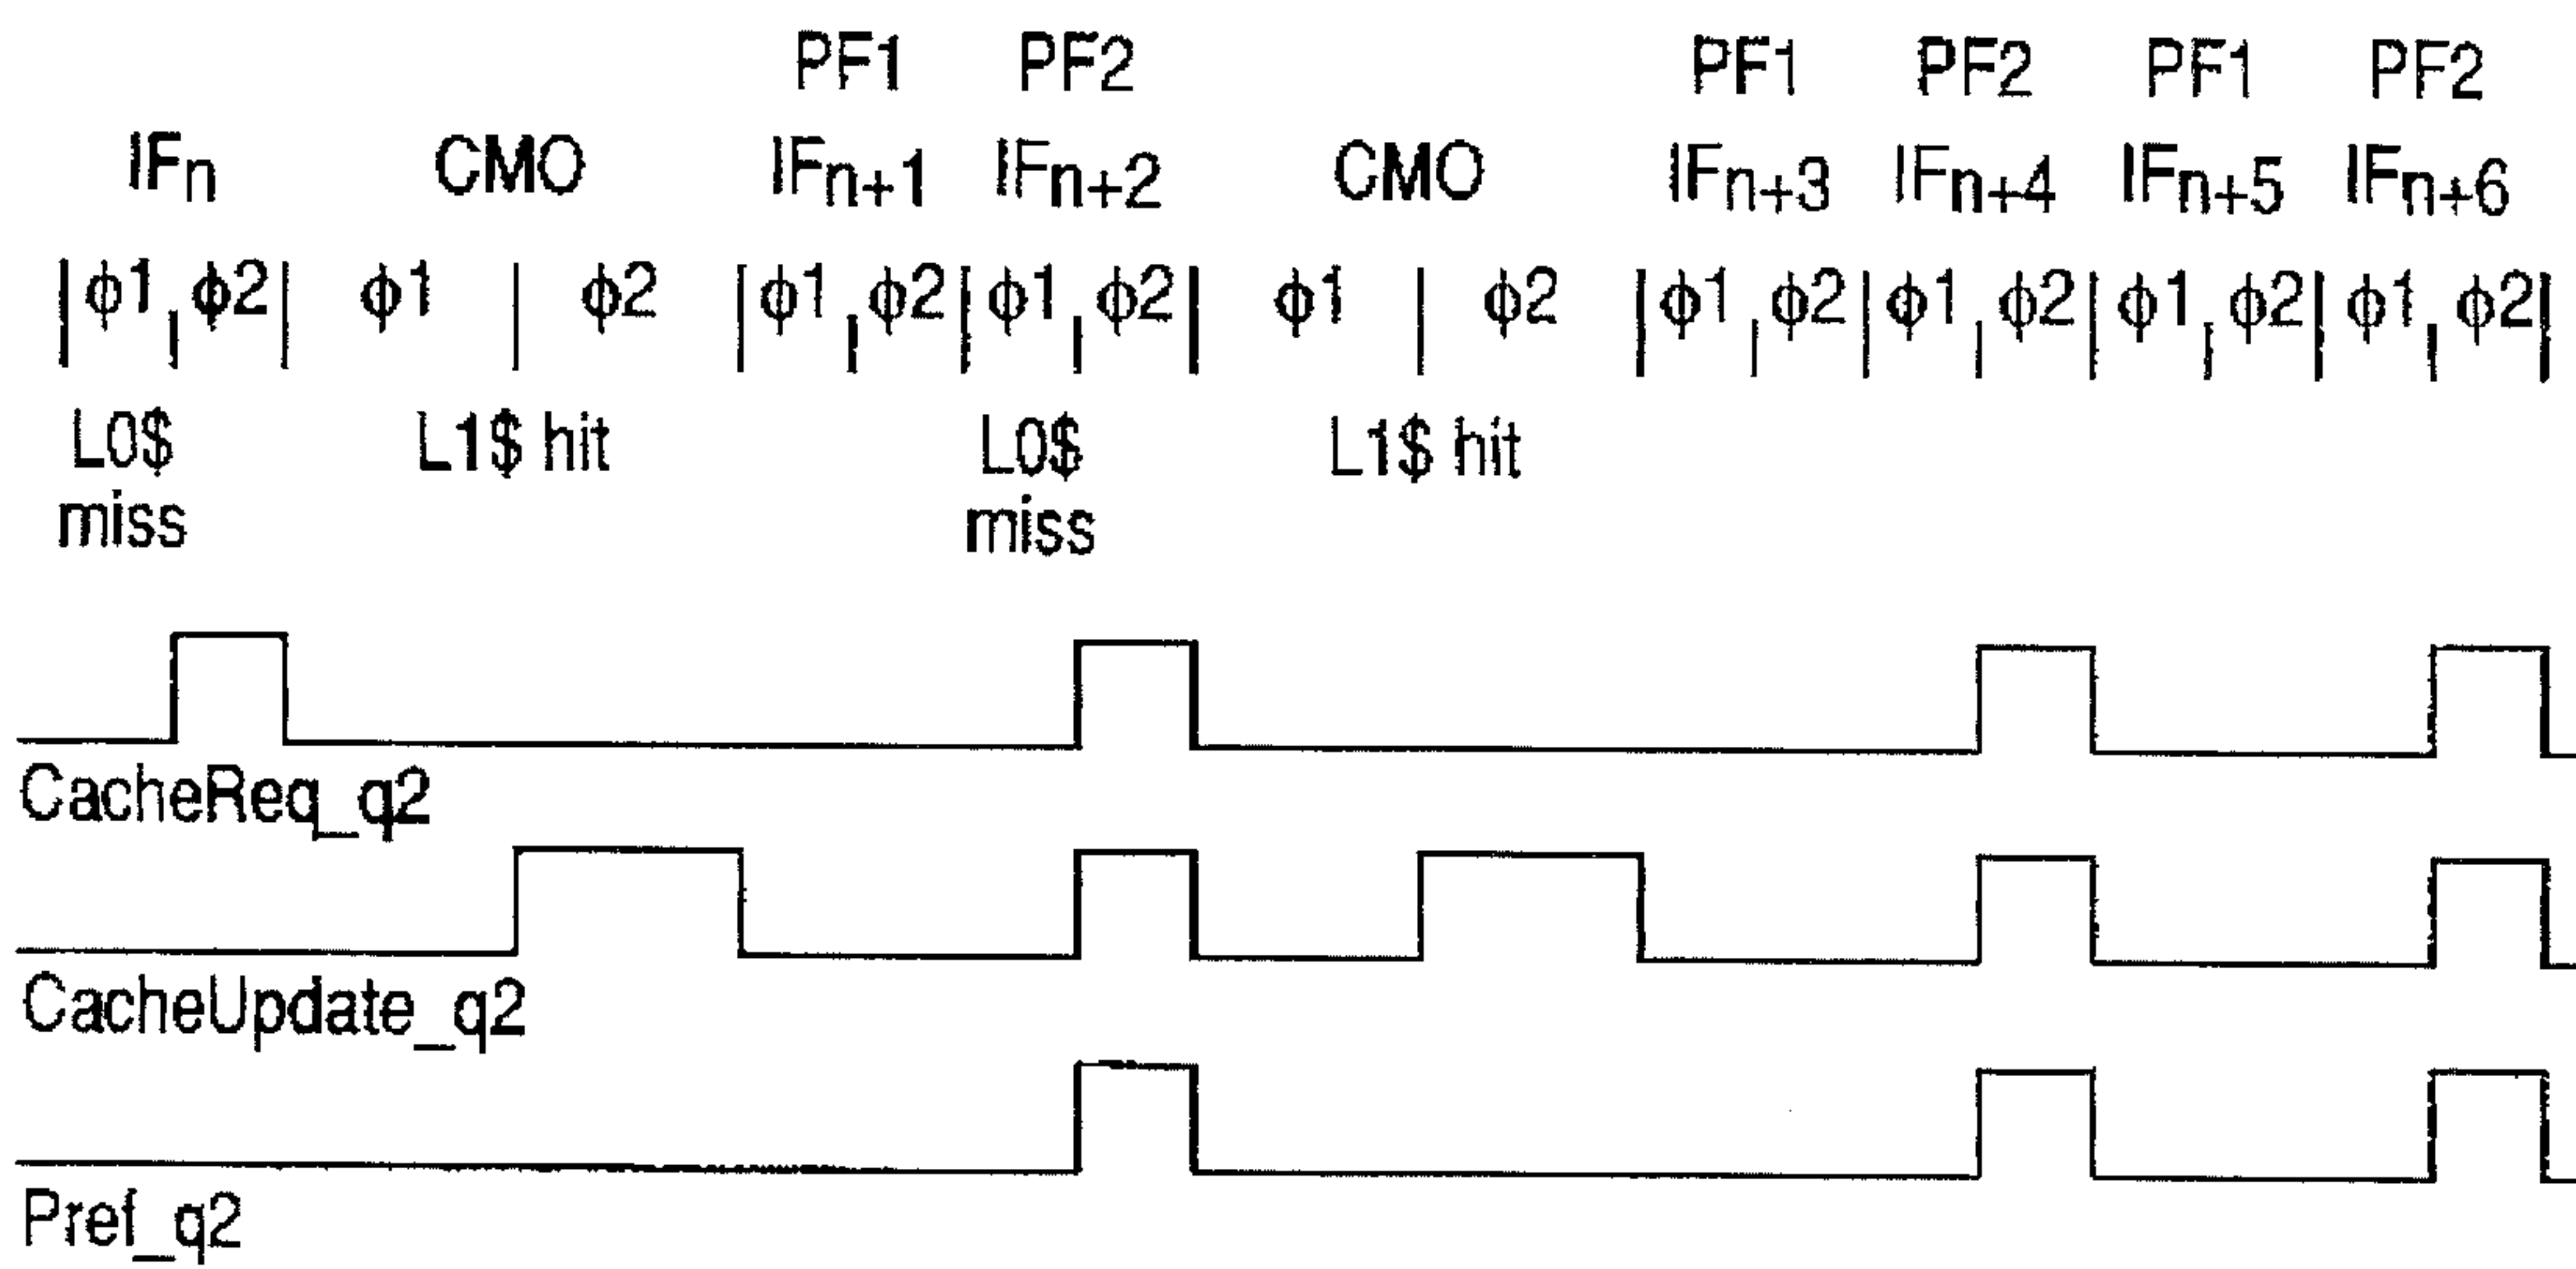 PF1 PF2 PF1 PF2 PF1 PF2
IFn CMO IFn+1 IFn+2 CMO IFn+3 IFn+4 IFn+5 IFn+6
ϕ1 ϕ2 ϕ1 ϕ2 ϕ1 ϕ2 ϕ1 ϕ2 ϕ1 ϕ2 ϕ1 ϕ2 ϕ1 ϕ2 ϕ1 ϕ2 ϕ1 ϕ2
L0$ L1$ hit L0$ L1$ hit
miss miss
CacheReq_q2
CacheUpdate_q2
Pref_q2